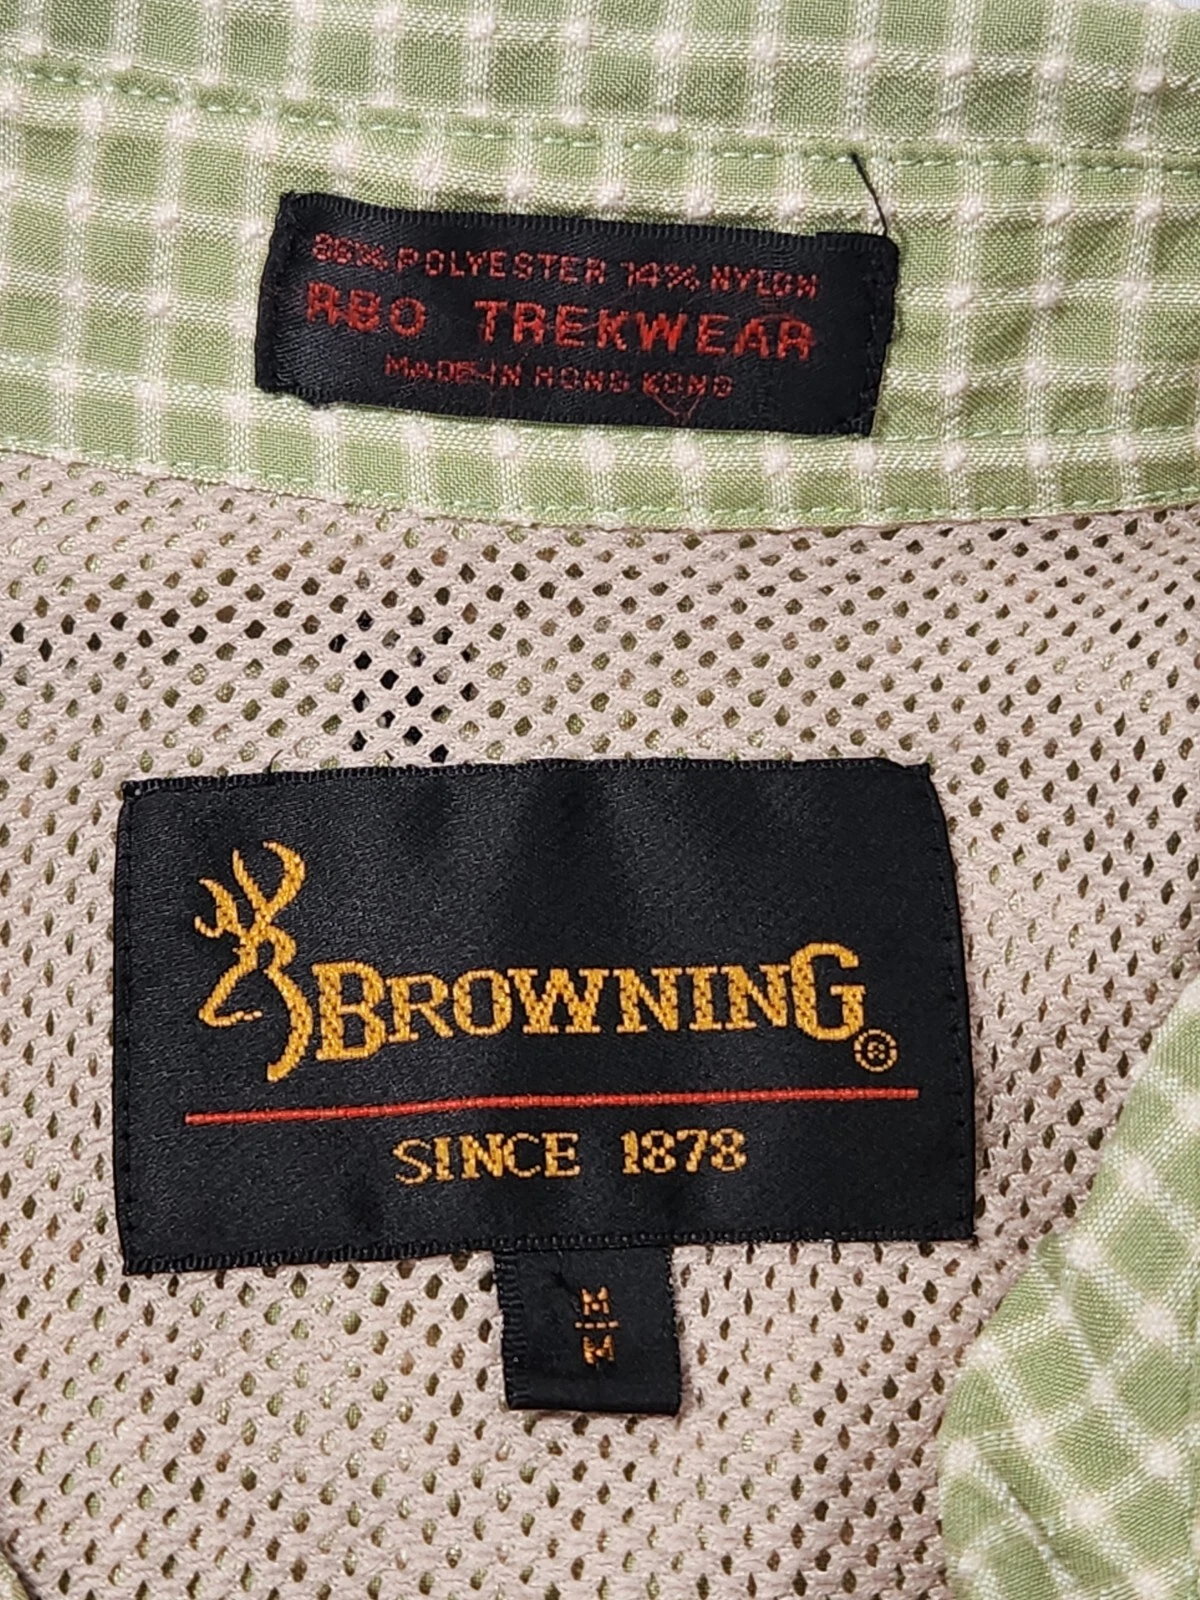 86% POLYESTER 14% NYLON
RBO TREKWEAR
MADE IN HONG KONG
BROWNING®
SINCE 1878
M
M